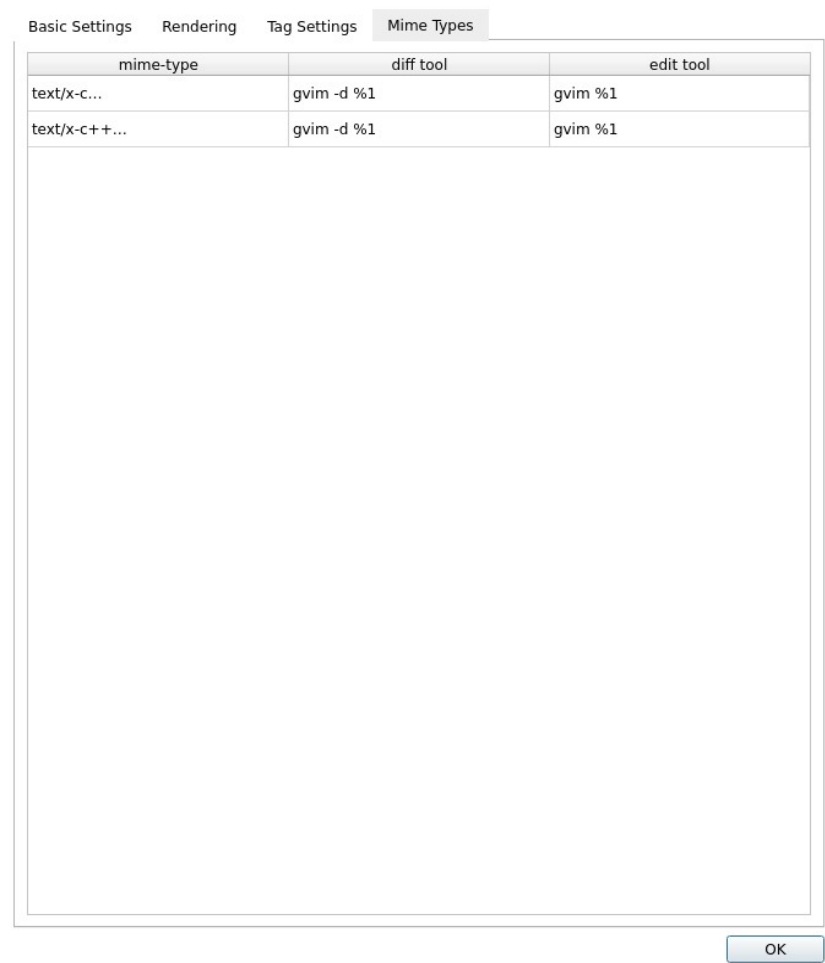 Basic Settings Rendering Tag Settings Mime Types
mime-type diff tool edit tool
text/x-c... gvim -d %1 gvim %1
text/x-c++... gvim -d %1 gvim %1
OK